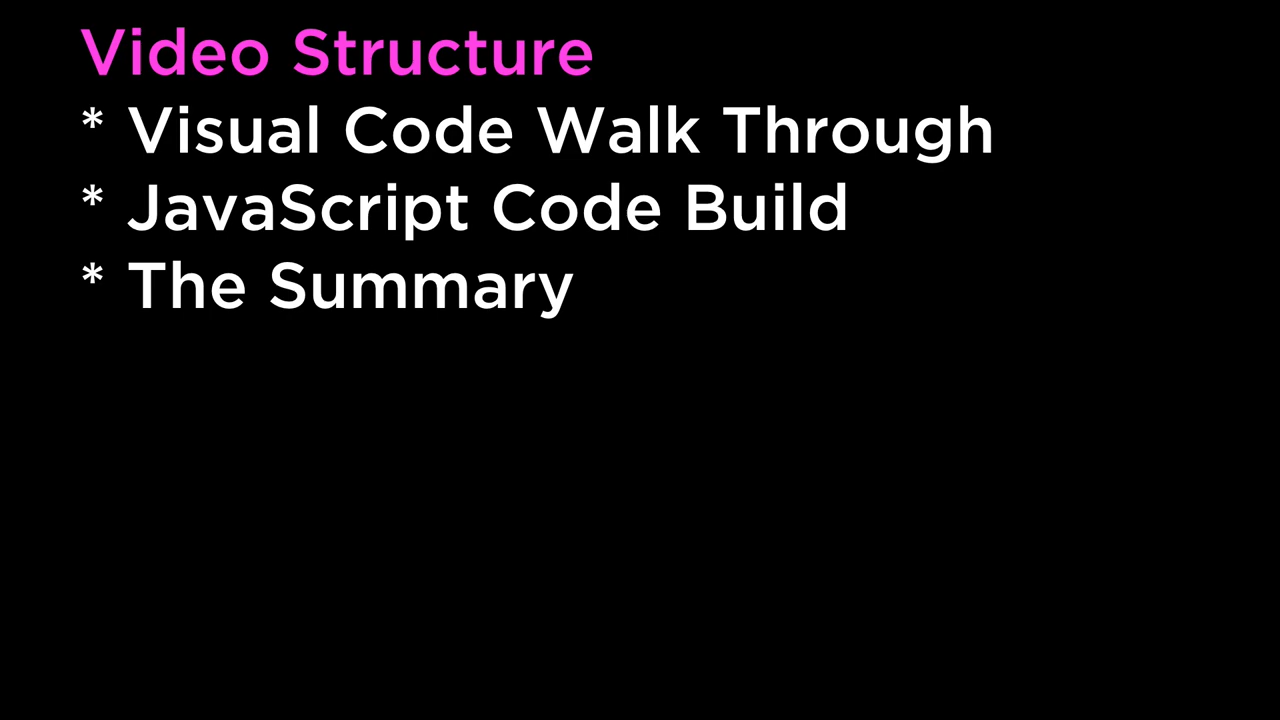 Video Structure
* Visual Code Walk Through
* JavaScript Code Build
* The Summary